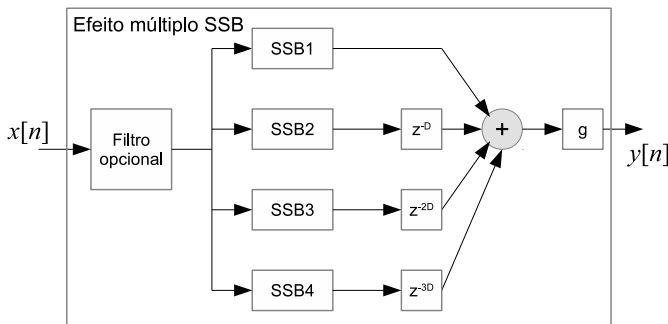 Efeito múltiplo SSB
SSB1
x[n]
Filtro
opcional
SSB2
z-D
+
g
y[n]
SSB3
z-2D
SSB4
z-3D